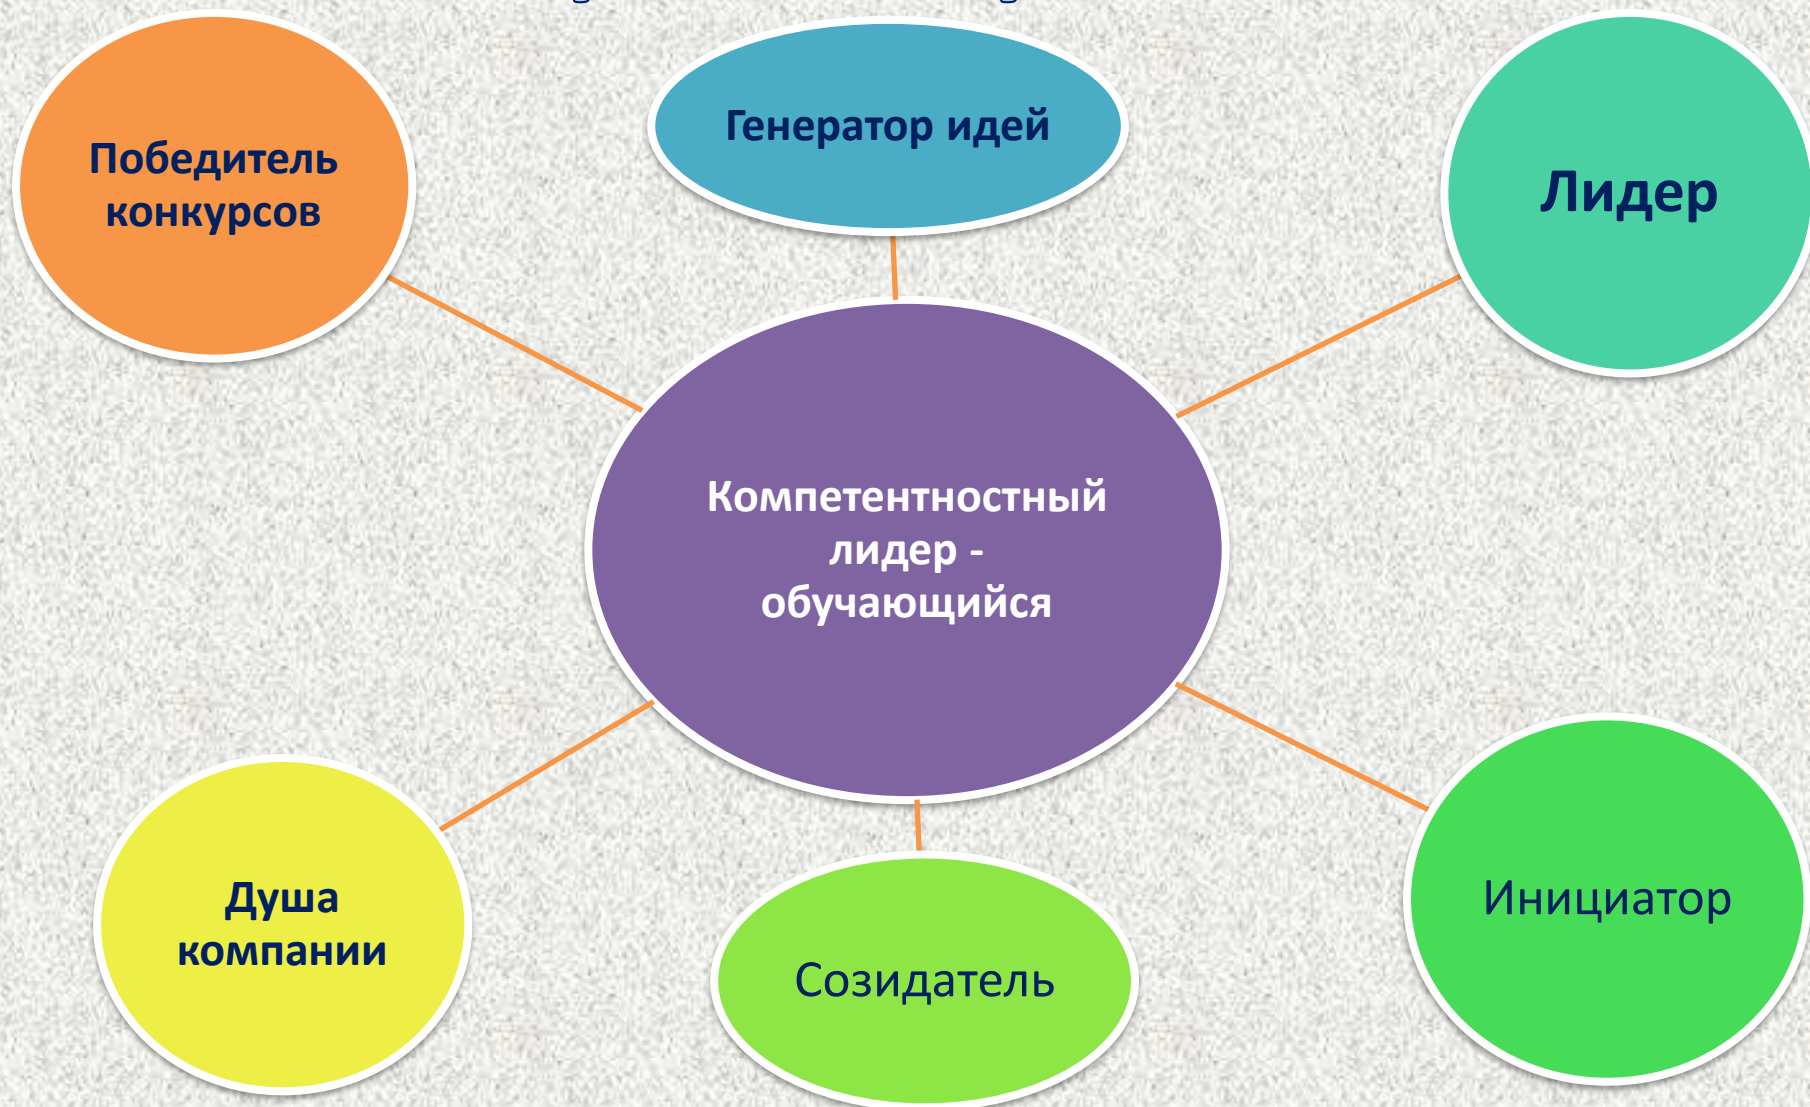 Победитель
конкурсов
Генератор идей
Лидер
Компетентностный
лидер -
обучающийся
Душа
компании
Созидатель
Инициатор